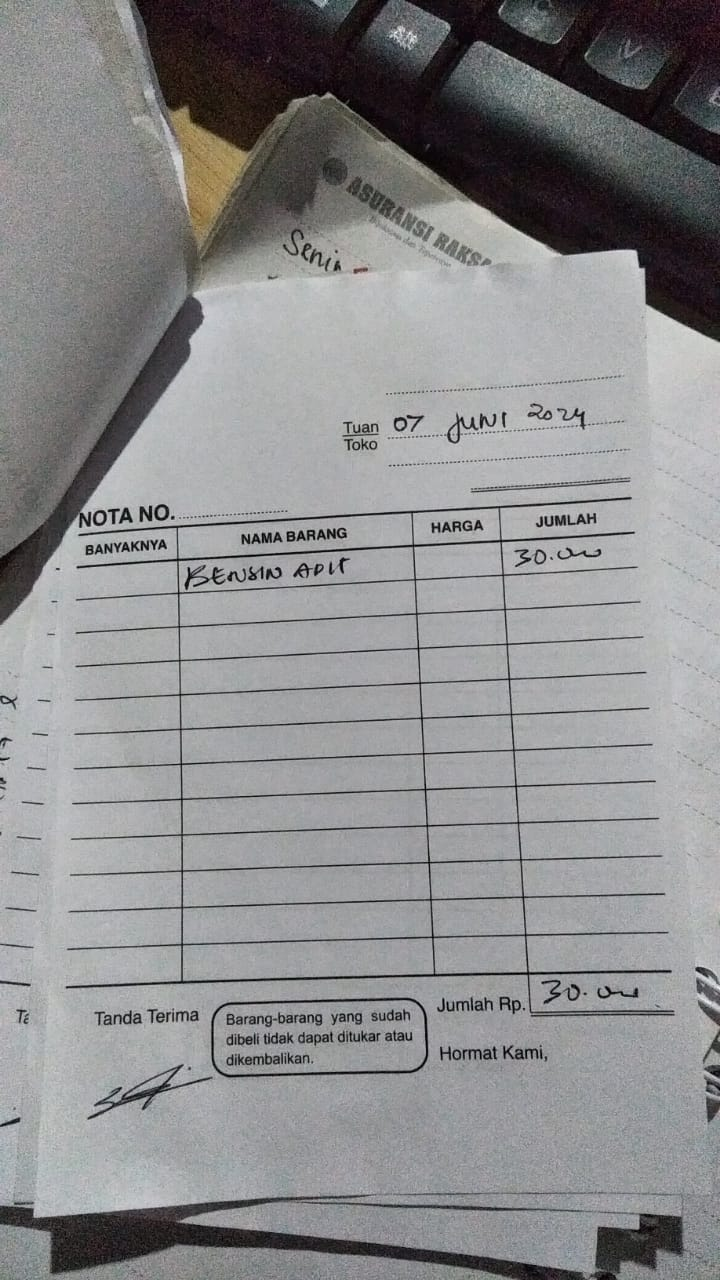 ASURANSI RAKSA
Senin
Tuan 07 JUNI 2024
Toko
NOTA NO.
BANYAKNYA NAMA BARANG HARGA JUMLAH
BENSIN ADIT 30.000
Jumlah Rp. 30.000
Tanda Terima
Barang-barang yang sudah
dibeli tidak dapat ditukar atau
dikembalikan.
Hormat Kami,